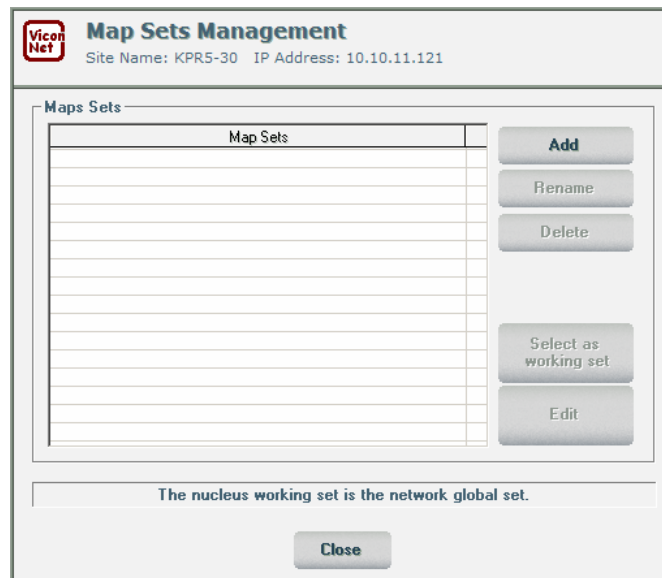 Vicon
Net
Map Sets Management
Site Name: KPR5-30 IP Address: 10.10.11.121
Maps Sets
Map Sets
Add
Rename
Delete
Select as
working set
Edit
The nucleus working set is the network global set.
Close